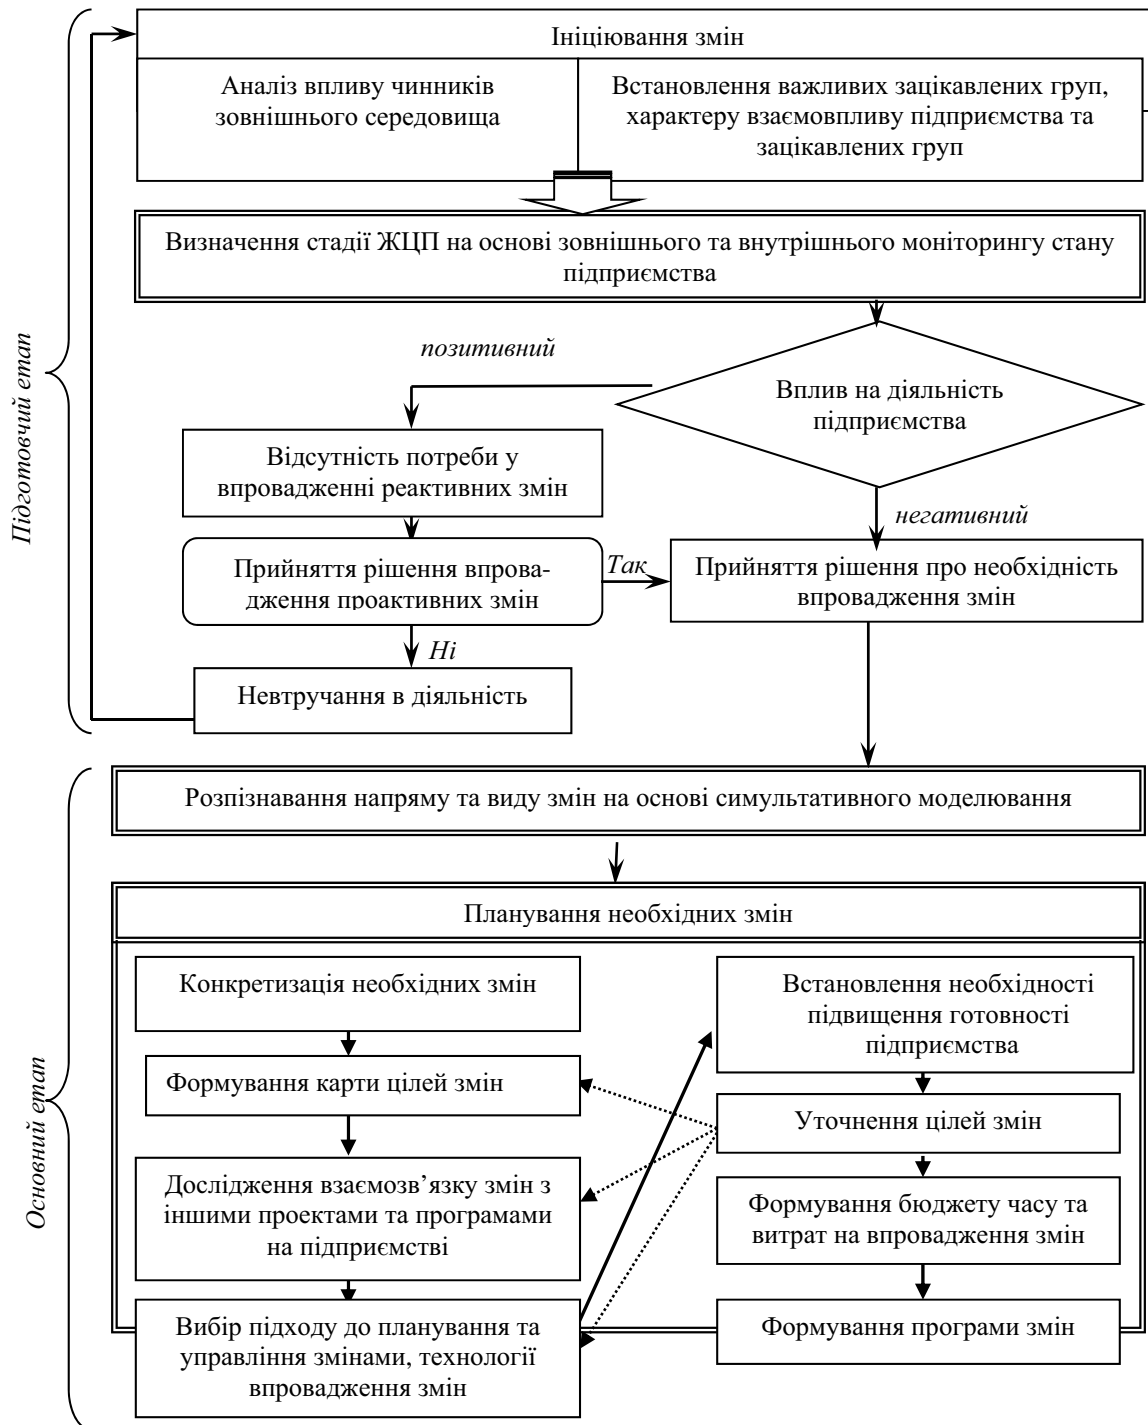 Ініціювання змін
Аналіз впливу чинників
зовнішнього середовища
Встановлення важливих зацікавлених груп,
характеру взаємовпливу підприємства та
зацікавлених груп
Визначення стадії ЖЦП на основі зовнішнього та внутрішнього моніторингу стану
підприємства
Підготовчий етап
позитивний
Вплив на діяльність
підприємства
Відсутність потреби у
впровадженні реактивних змін
негативний
Прийняття рішення впрова-
дження проактивних змін
Так
Прийняття рішення про необхідність
впровадження змін
Ні
Невтручання в діяльність
Розпізнавання напряму та виду змін на основі симультативного моделювання
Планування необхідних змін
Основний етап
Конкретизація необхідних змін
Формування карти цілей змін
Дослідження взаємозв’язку змін з
іншими проектами та програмами
на підприємстві
Вибір підходу до планування та
управління змінами, технології
впровадження змін
Встановлення необхідності
підвищення готовності
підприємства
Уточнення цілей змін
Формування бюджету часу та
витрат на впровадження змін
Формування програми змін